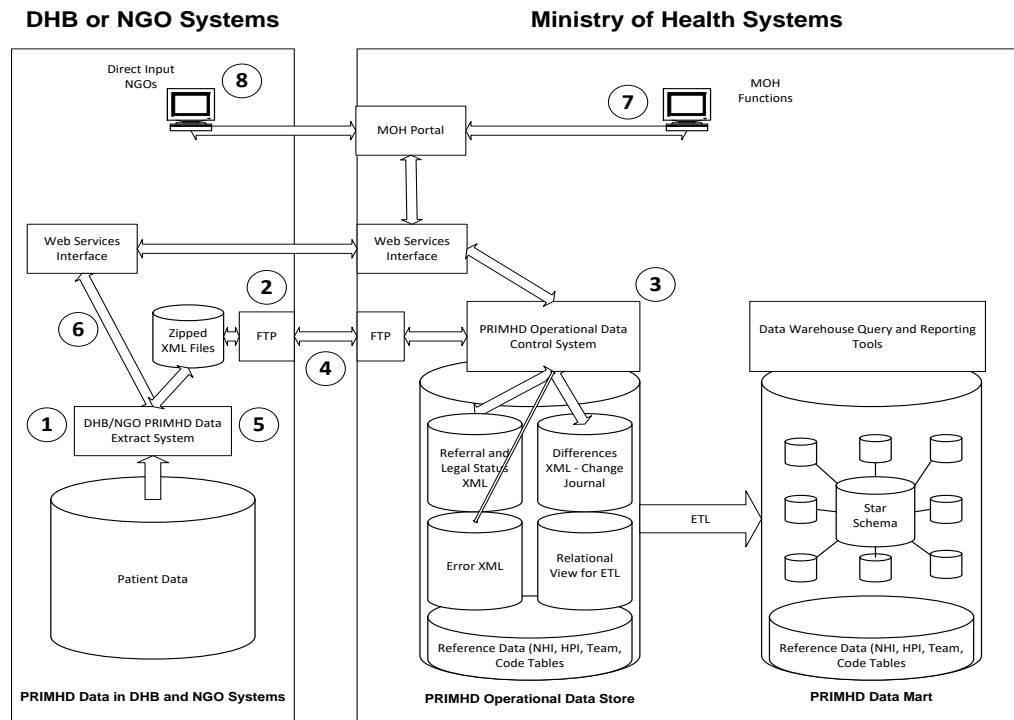 DHB or NGO Systems
Ministry of Health Systems
Direct Input
NGOs
8
MOH Portal
7
MOH
Functions
Web Services
Interface
Web Services
Interface
2
3
6
Zipped
XML Files
FTP
4
FTP
PRIMHD Operational Data
Control System
Data Warehouse Query and Reporting
Tools
1
DHB/NGO PRIMHD Data
Extract System
5
Referral and
Legal Status
XML
Differences
XML - Change
Journal
ETL
Star
Schema
Patient Data
Error XML
Relational
View for ETL
Reference Data (NHI, HPI, Team,
Code Tables
Reference Data (NHI, HPI, Team,
Code Tables
PRIMHD Data in DHB and NGO Systems
PRIMHD Operational Data Store
PRIMHD Data Mart